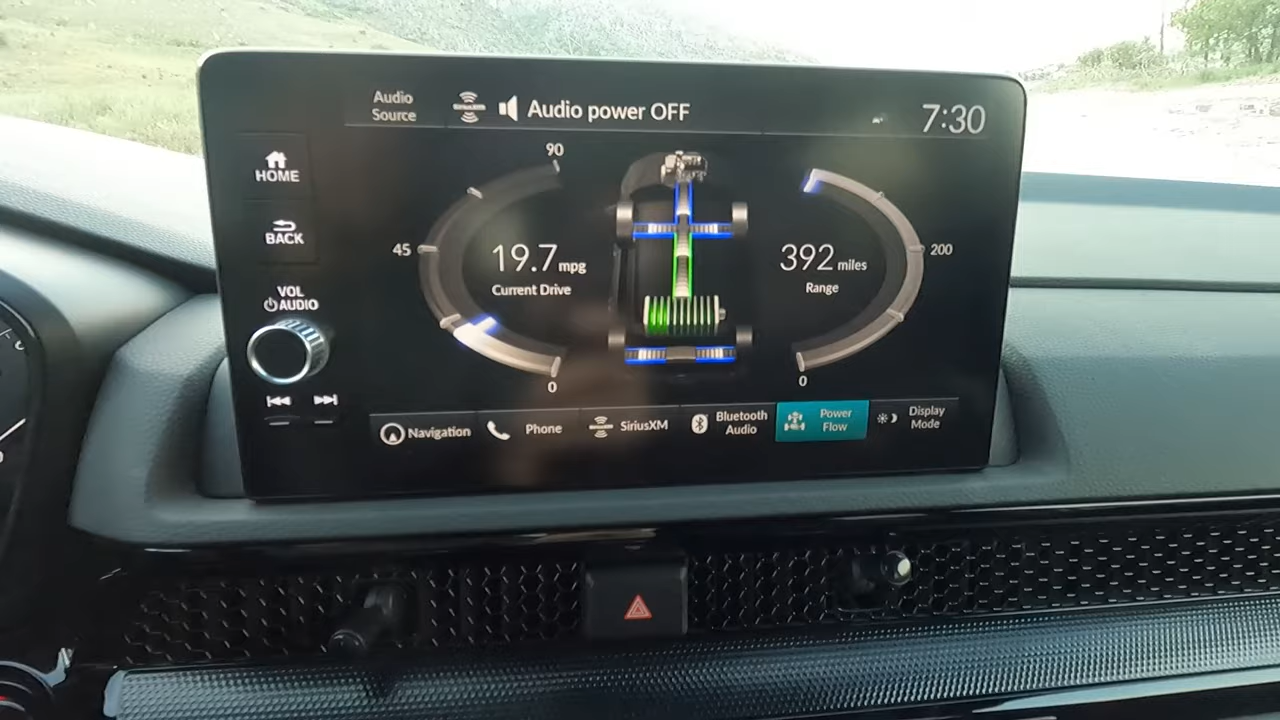 Audio
Source
Audio power OFF
7:30
HOME
BACK
VOL
AUDIO
90
45
0
19.7 mpg
Current Drive
392 miles
Range
200
0
Navigation
Phone
SiriusXM
Bluetooth
Audio
Power
Flow
Display
Mode